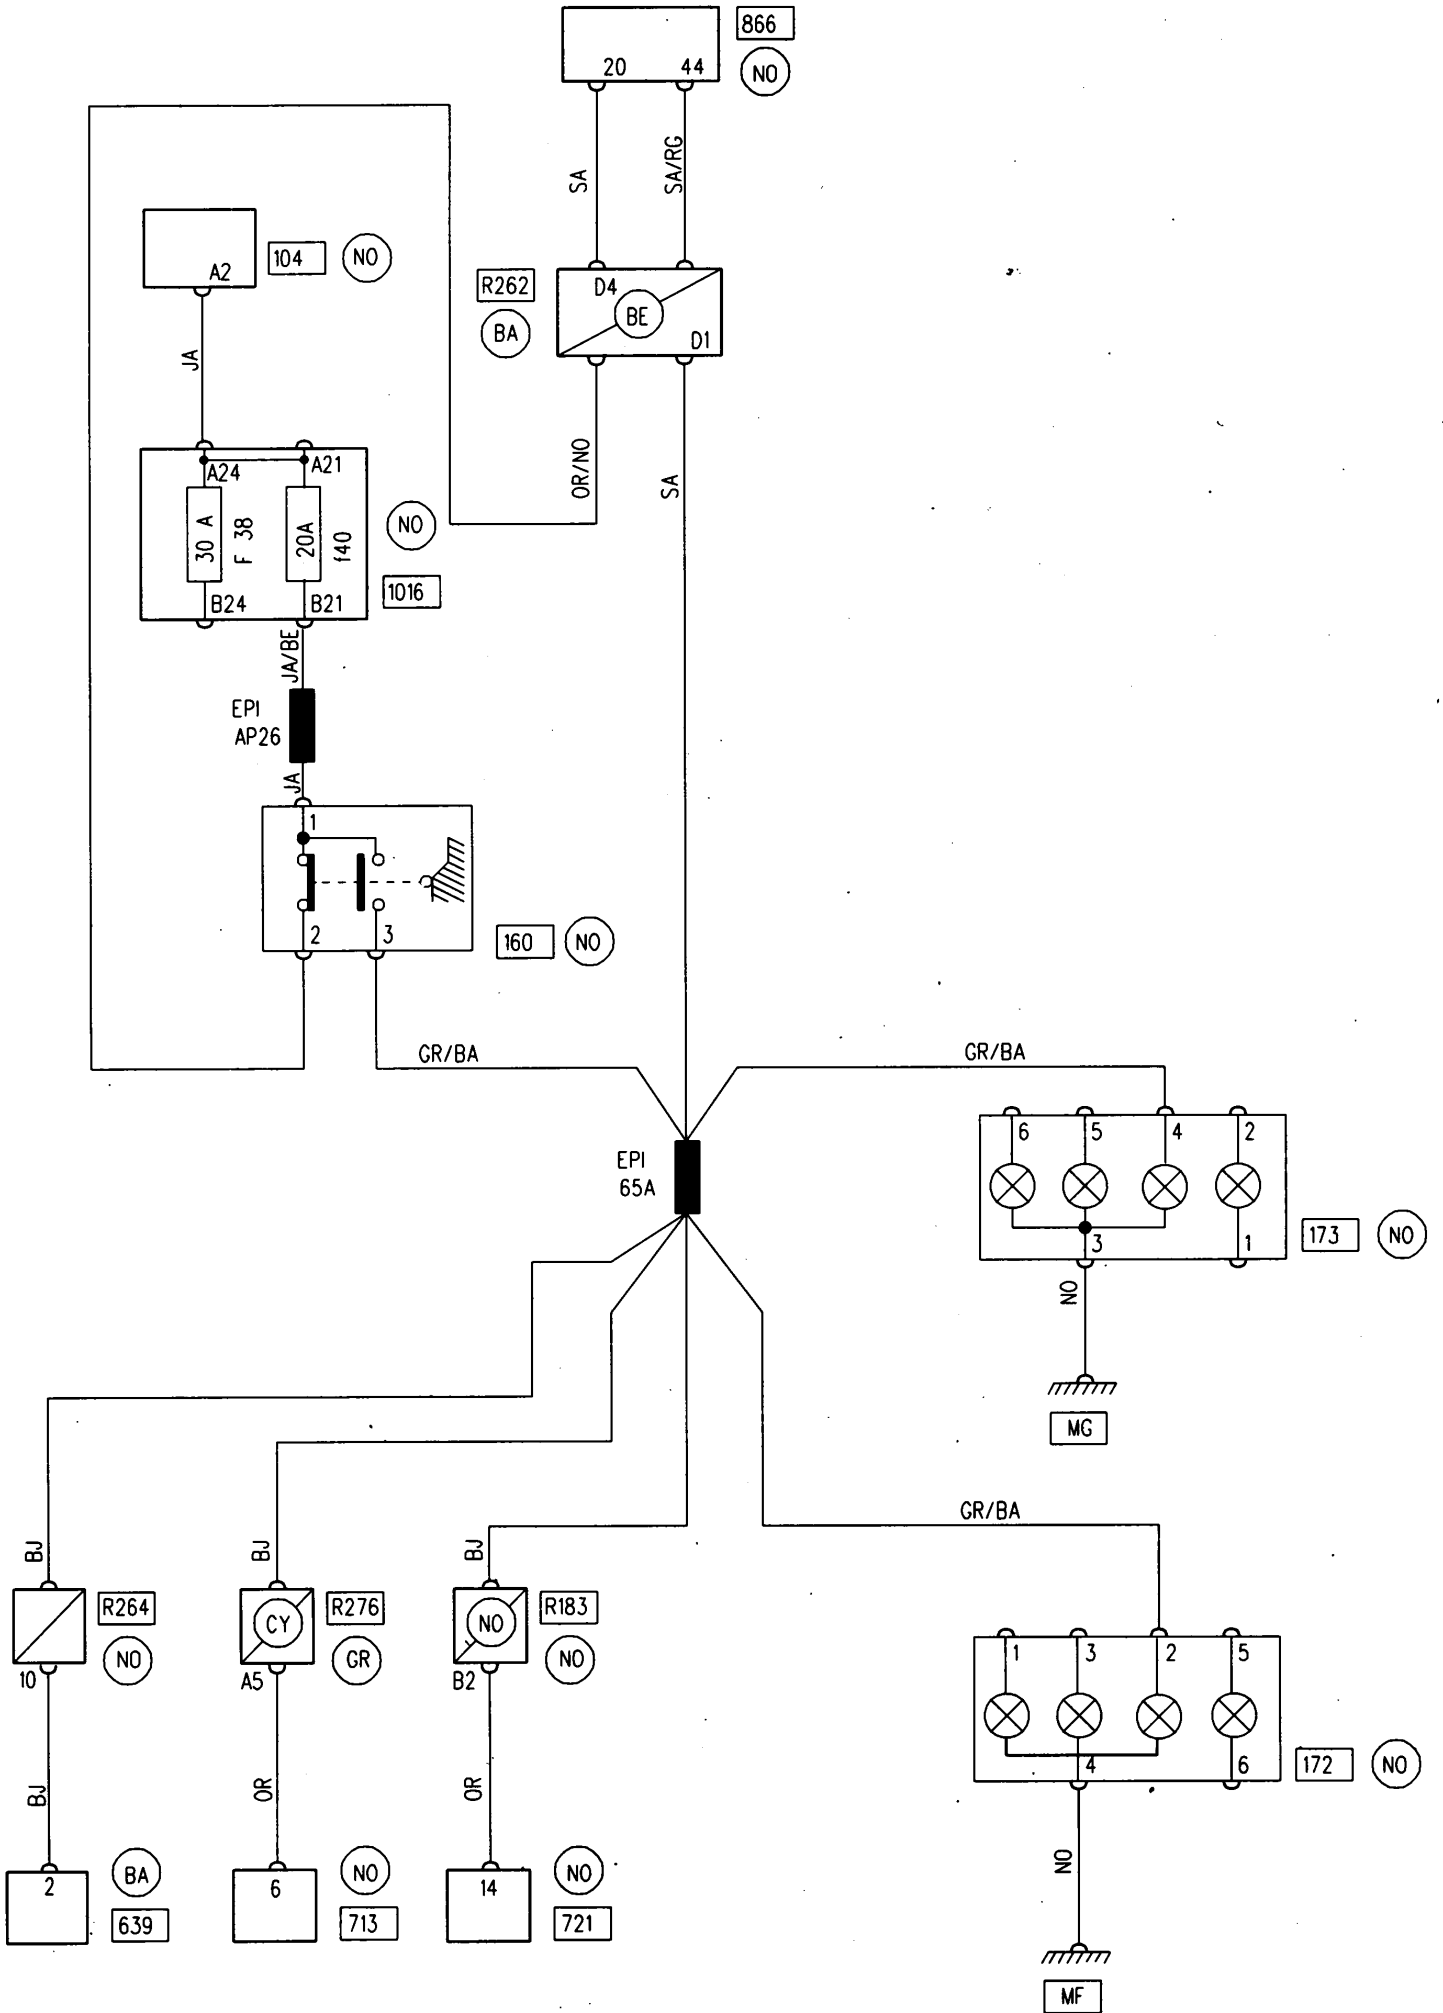 866
20 44
NO
SA
SA/RG
104
NO
A2
R262
D4
BE
BA
D1
JA
A24
A21
OR/NO
SA
30 A
F 38
20A
f40
NO
B24
B21
1016
JA/BE
EPI
AP26
JA
1
2
3
160
NO
GR/BA
GR/BA
6 5 4 2
EPI
65A
173
NO
3
1
NO
MG
GR/BA
BJ
BJ
BJ
R264
CY
R276
NO
R183
NO
GR
NO
10
A5
B2
1 3 2 5
4
6
172
NO
BJ
OR
OR
NO
BA
NO
NO
2
6
14
639
713
721
MF